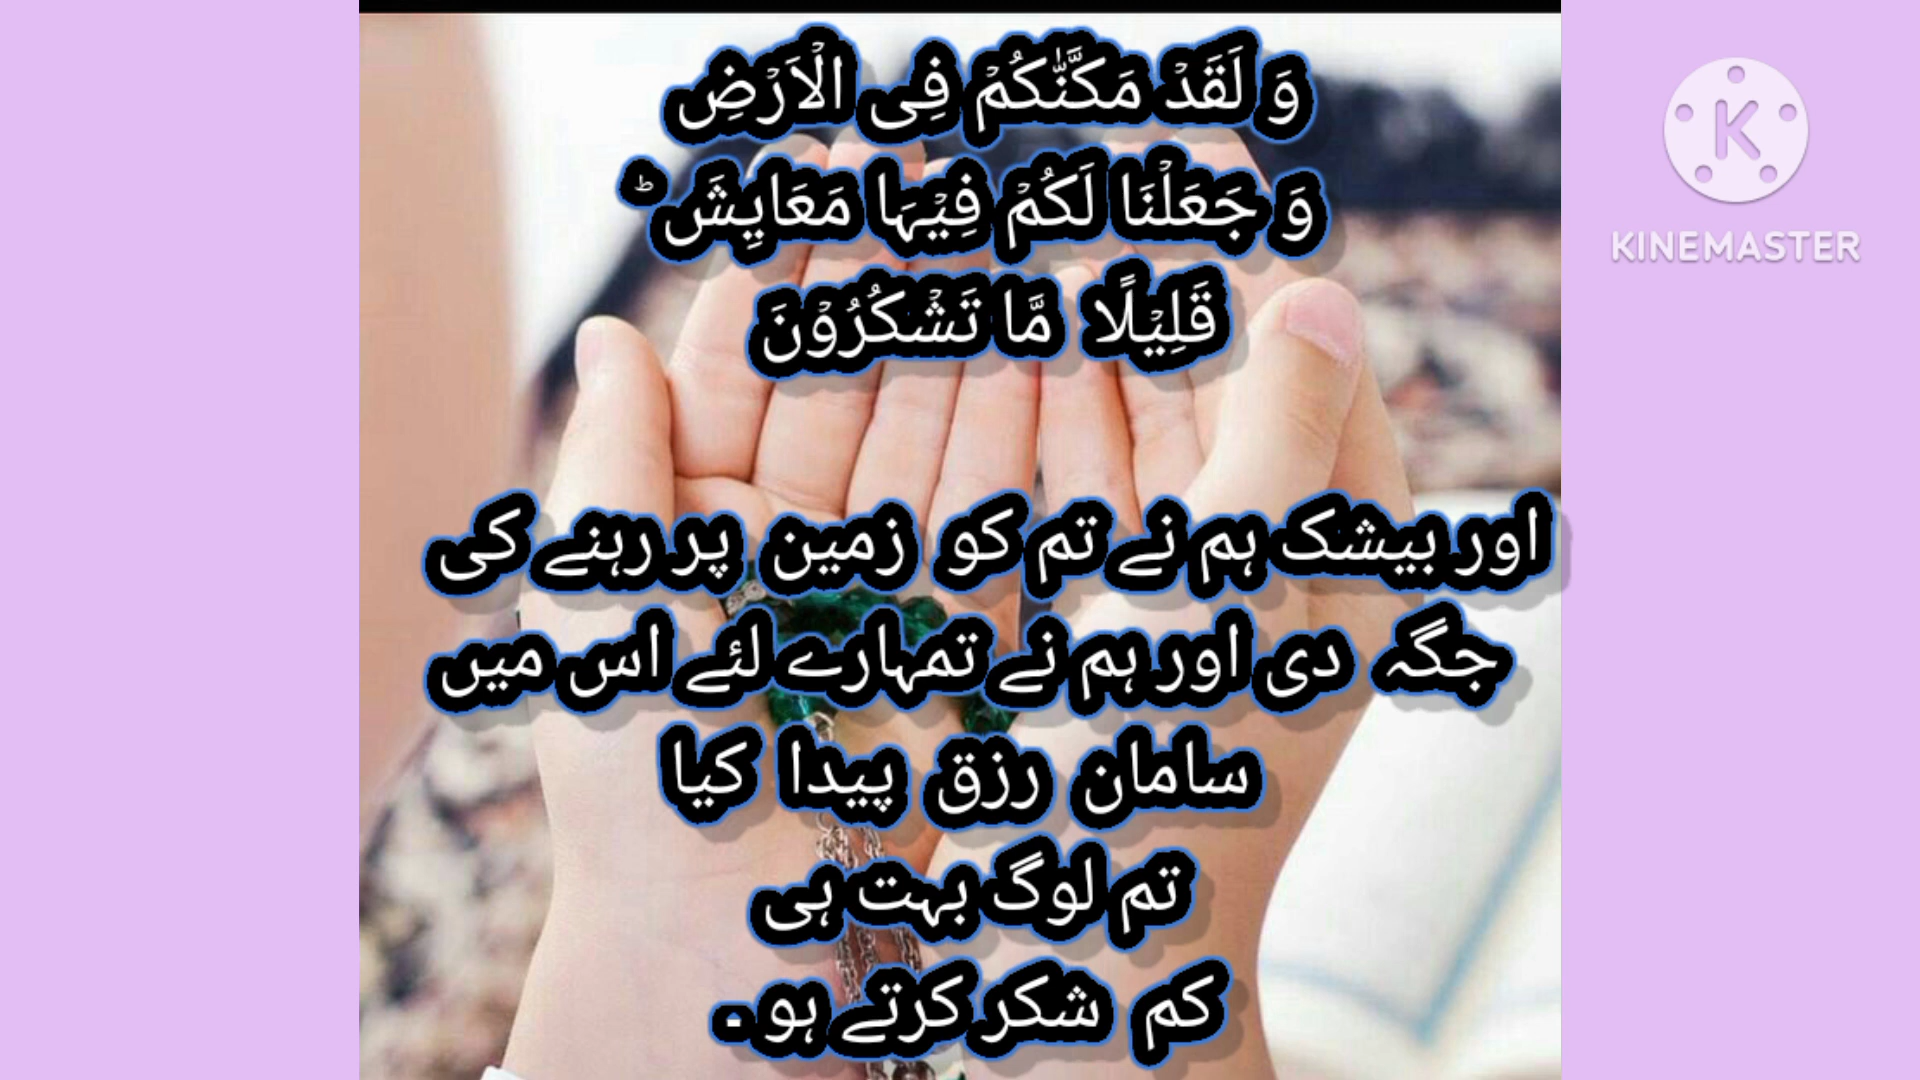 وَ لَقَدۡ مَکَّنّٰکُمۡ فِی الۡاَرۡضِ
وَ جَعَلۡنَا لَکُمۡ فِیۡہَا مَعَایِشَ ؕ
قَلِیۡلًا مَّا تَشۡکُرُوۡنَ
اور بیشک ہم نے تم کو زمین پر رہنے کی
جگہ دی اور ہم نے تمہارے لئے اس میں
سامان رزق پیدا کیا
تم لوگ بہت ہی
کم شکر کرتے ہو ۔
K
KINEMASTER